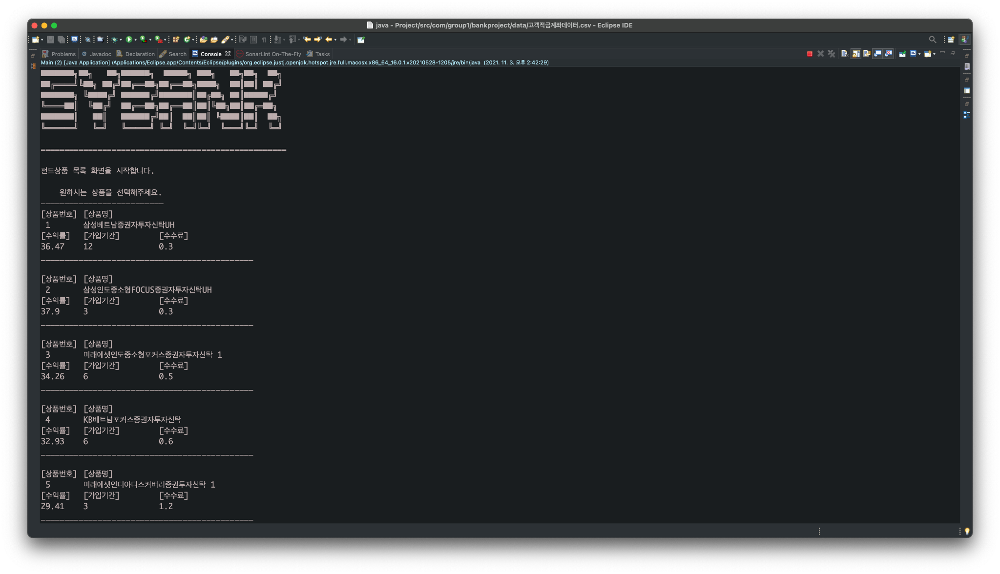 java - Project/src/com/group1/bankproject/data/고객적금계좌데이터.csv - Eclipse IDE
Problems Javadoc Declaration Search Console SonarLint On-The-Fly Tasks
Main (2) [Java Application] /Applications/Eclipse.app/Contents/Eclipse/plugins/org.eclipse.justj.openjdk.hotspot.jre.full.macosx.x86_64_16.0.1.v20210528-1205/jre/bin/java (2021. 11. 3. 오후 2:42:29)
SYBANK
====================================================
펀드상품 목록 화면을 시작합니다.
원하시는 상품을 선택해주세요.
--------------------------
[상품번호] [상품명]
1 삼성베트남증권자투자신탁UH
[수익률] [가입기간] [수수료]
36.47 12 0.3
---------------------------------------------
[상품번호] [상품명]
2 삼성인도중소형FOCUS증권자투자신탁UH
[수익률] [가입기간] [수수료]
37.9 3 0.3
---------------------------------------------
[상품번호] [상품명]
3 미래에셋인도중소형포커스증권자투자신탁 1
[수익률] [가입기간] [수수료]
34.26 6 0.5
---------------------------------------------
[상품번호] [상품명]
4 KB베트남포커스증권자투자신탁
[수익률] [가입기간] [수수료]
32.93 6 0.6
---------------------------------------------
[상품번호] [상품명]
5 미래에셋인디아디스커버리증권투자신탁 1
[수익률] [가입기간] [수수료]
29.41 3 1.2
---------------------------------------------